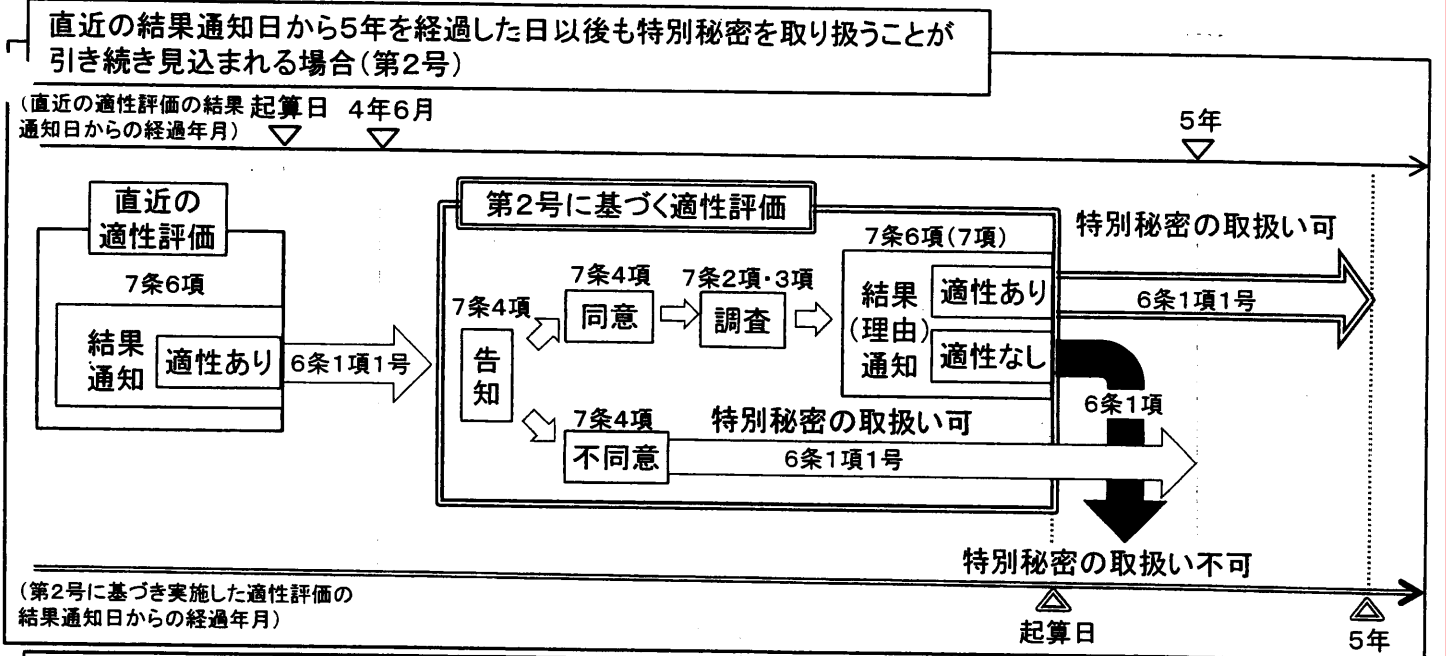 直近の結果通知日から5年を経過した日以後も特別秘密を取り扱うことが
引き続き見込まれる場合(第2号)
(直近の適性評価の結果
通知日からの経過年月)
起算日
4年6月
5年
直近の
適性評価
7条6項
結果
通知
適性あり
6条1項1号
第2号に基づく適性評価
7条4項
告
知
7条4項
同意
7条2項・3項
調査
7条6項(7項)
結果
(理由)
通知
適性あり
適性なし
特別秘密の取扱い可
6条1項1号
6条1項
7条4項
不同意
特別秘密の取扱い可
6条1項1号
特別秘密の取扱い不可
(第2号に基づき実施した適性評価の
結果通知日からの経過年月)
起算日
5年